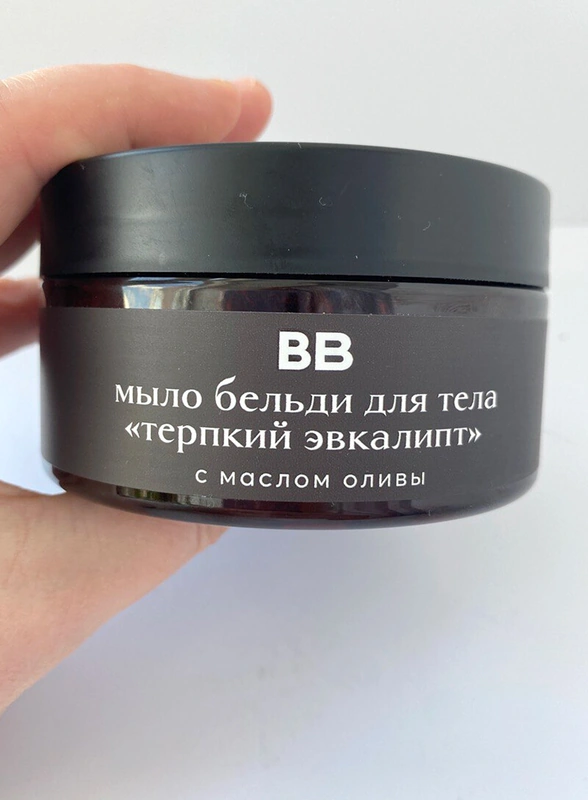 BB
мыло бельди для тела
«терпкий эвкалипт»
с маслом оливы